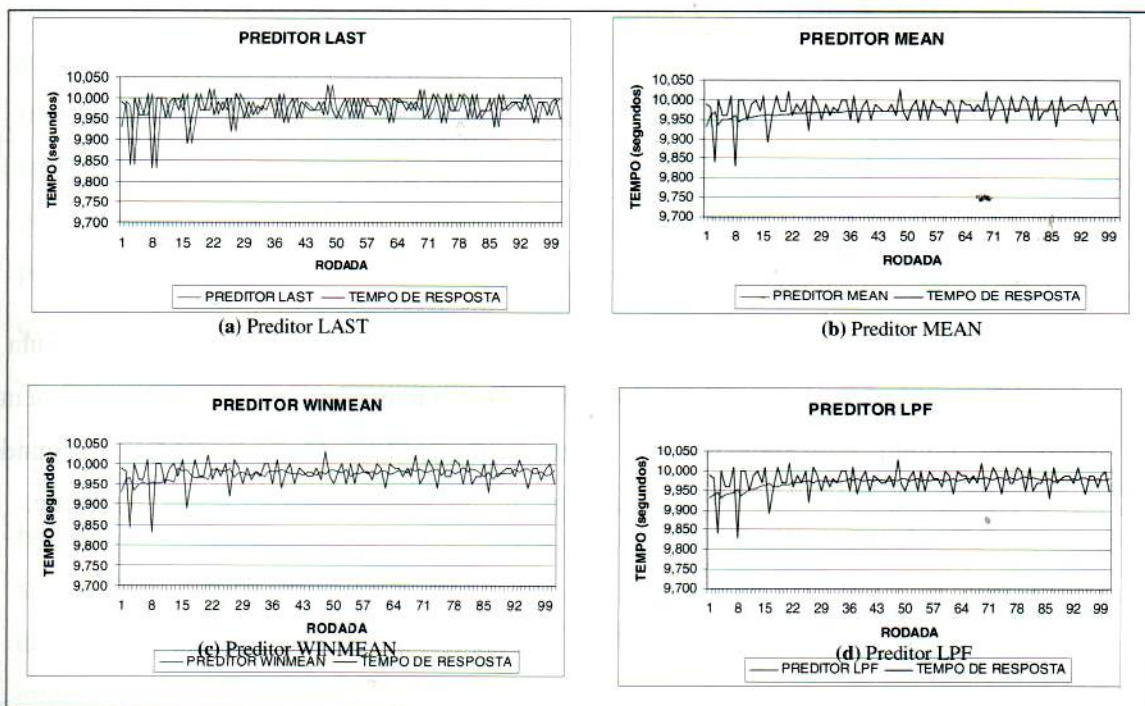 PREDITOR LAST
TEMPO (segundos)
10,050
10,000
9,950
9,900
9,850
9,800
9,750
9,700
1 8 15 22 29 36 43 50 57 64 71 78 85 92 99
RODADA
PREDITOR LAST TEMPO DE RESPOSTA
(a) Preditor LAST
PREDITOR MEAN
TEMPO (segundos)
10,050
10,000
9,950
9,900
9,850
9,800
9,750
9,700
1 8 15 22 29 36 43 50 57 64 71 78 85 92 99
RODADA
PREDITOR MEAN TEMPO DE RESPOSTA
(b) Preditor MEAN
PREDITOR WINMEAN
TEMPO (segundos)
10,050
10,000
9,950
9,900
9,850
9,800
9,750
9,700
1 8 15 22 29 36 43 50 57 64 71 78 85 92 99
RODADA
(c) Preditor WINMEAN
PREDITOR WINMEAN TEMPO DE RESPOSTA
PREDITOR LPF
TEMPO (segundos)
10,050
10,000
9,950
9,900
9,850
9,800
9,750
9,700
1 8 15 22 29 36 43 50 57 64 71 78 85 92 99
RODADA
(d) Preditor LPF
PREDITOR LPF TEMPO DE RESPOSTA